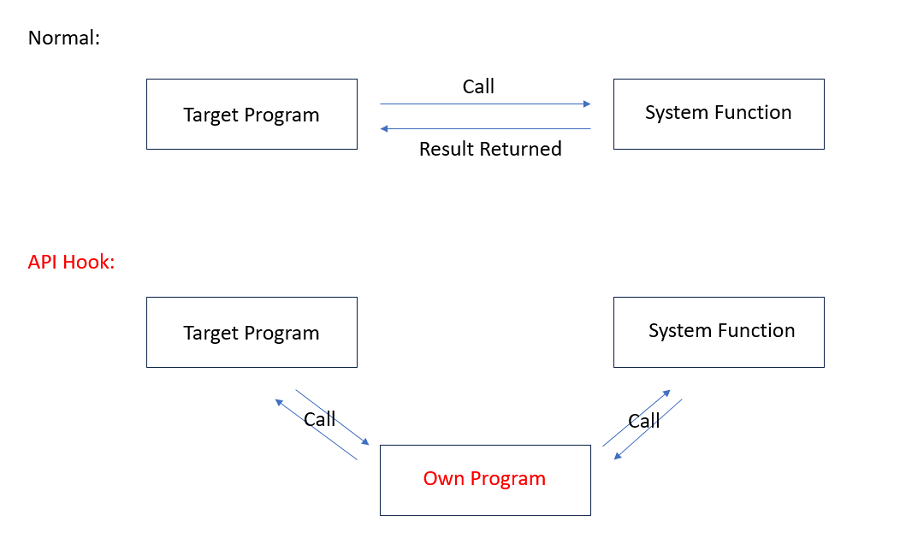 Normal:
Call
Target Program
System Function
Result Returned
API Hook:
Target Program
System Function
Call
Call
Own Program